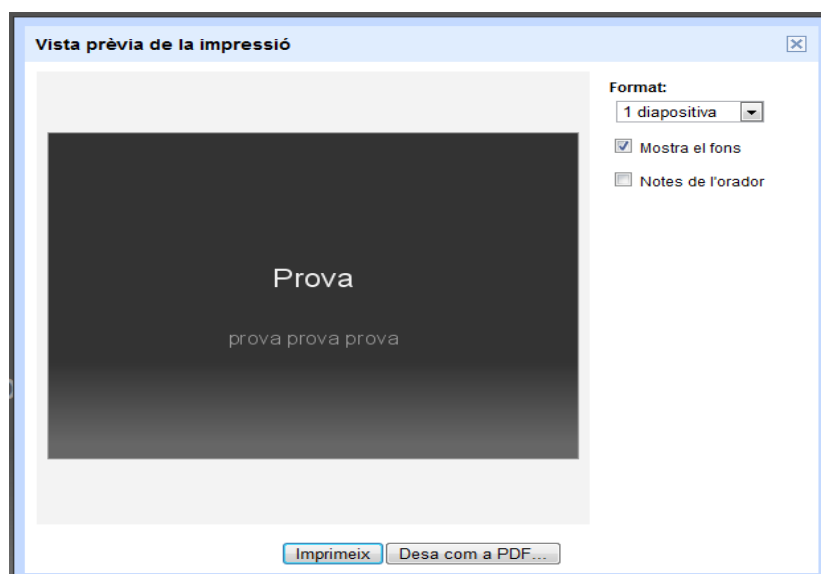 Vista prèvia de la impressió
Format:
1 diapositiva
Mostra el fons
Notes de l'orador
Prova
prova prova prova
Imprimeix
Desa com a PDF...